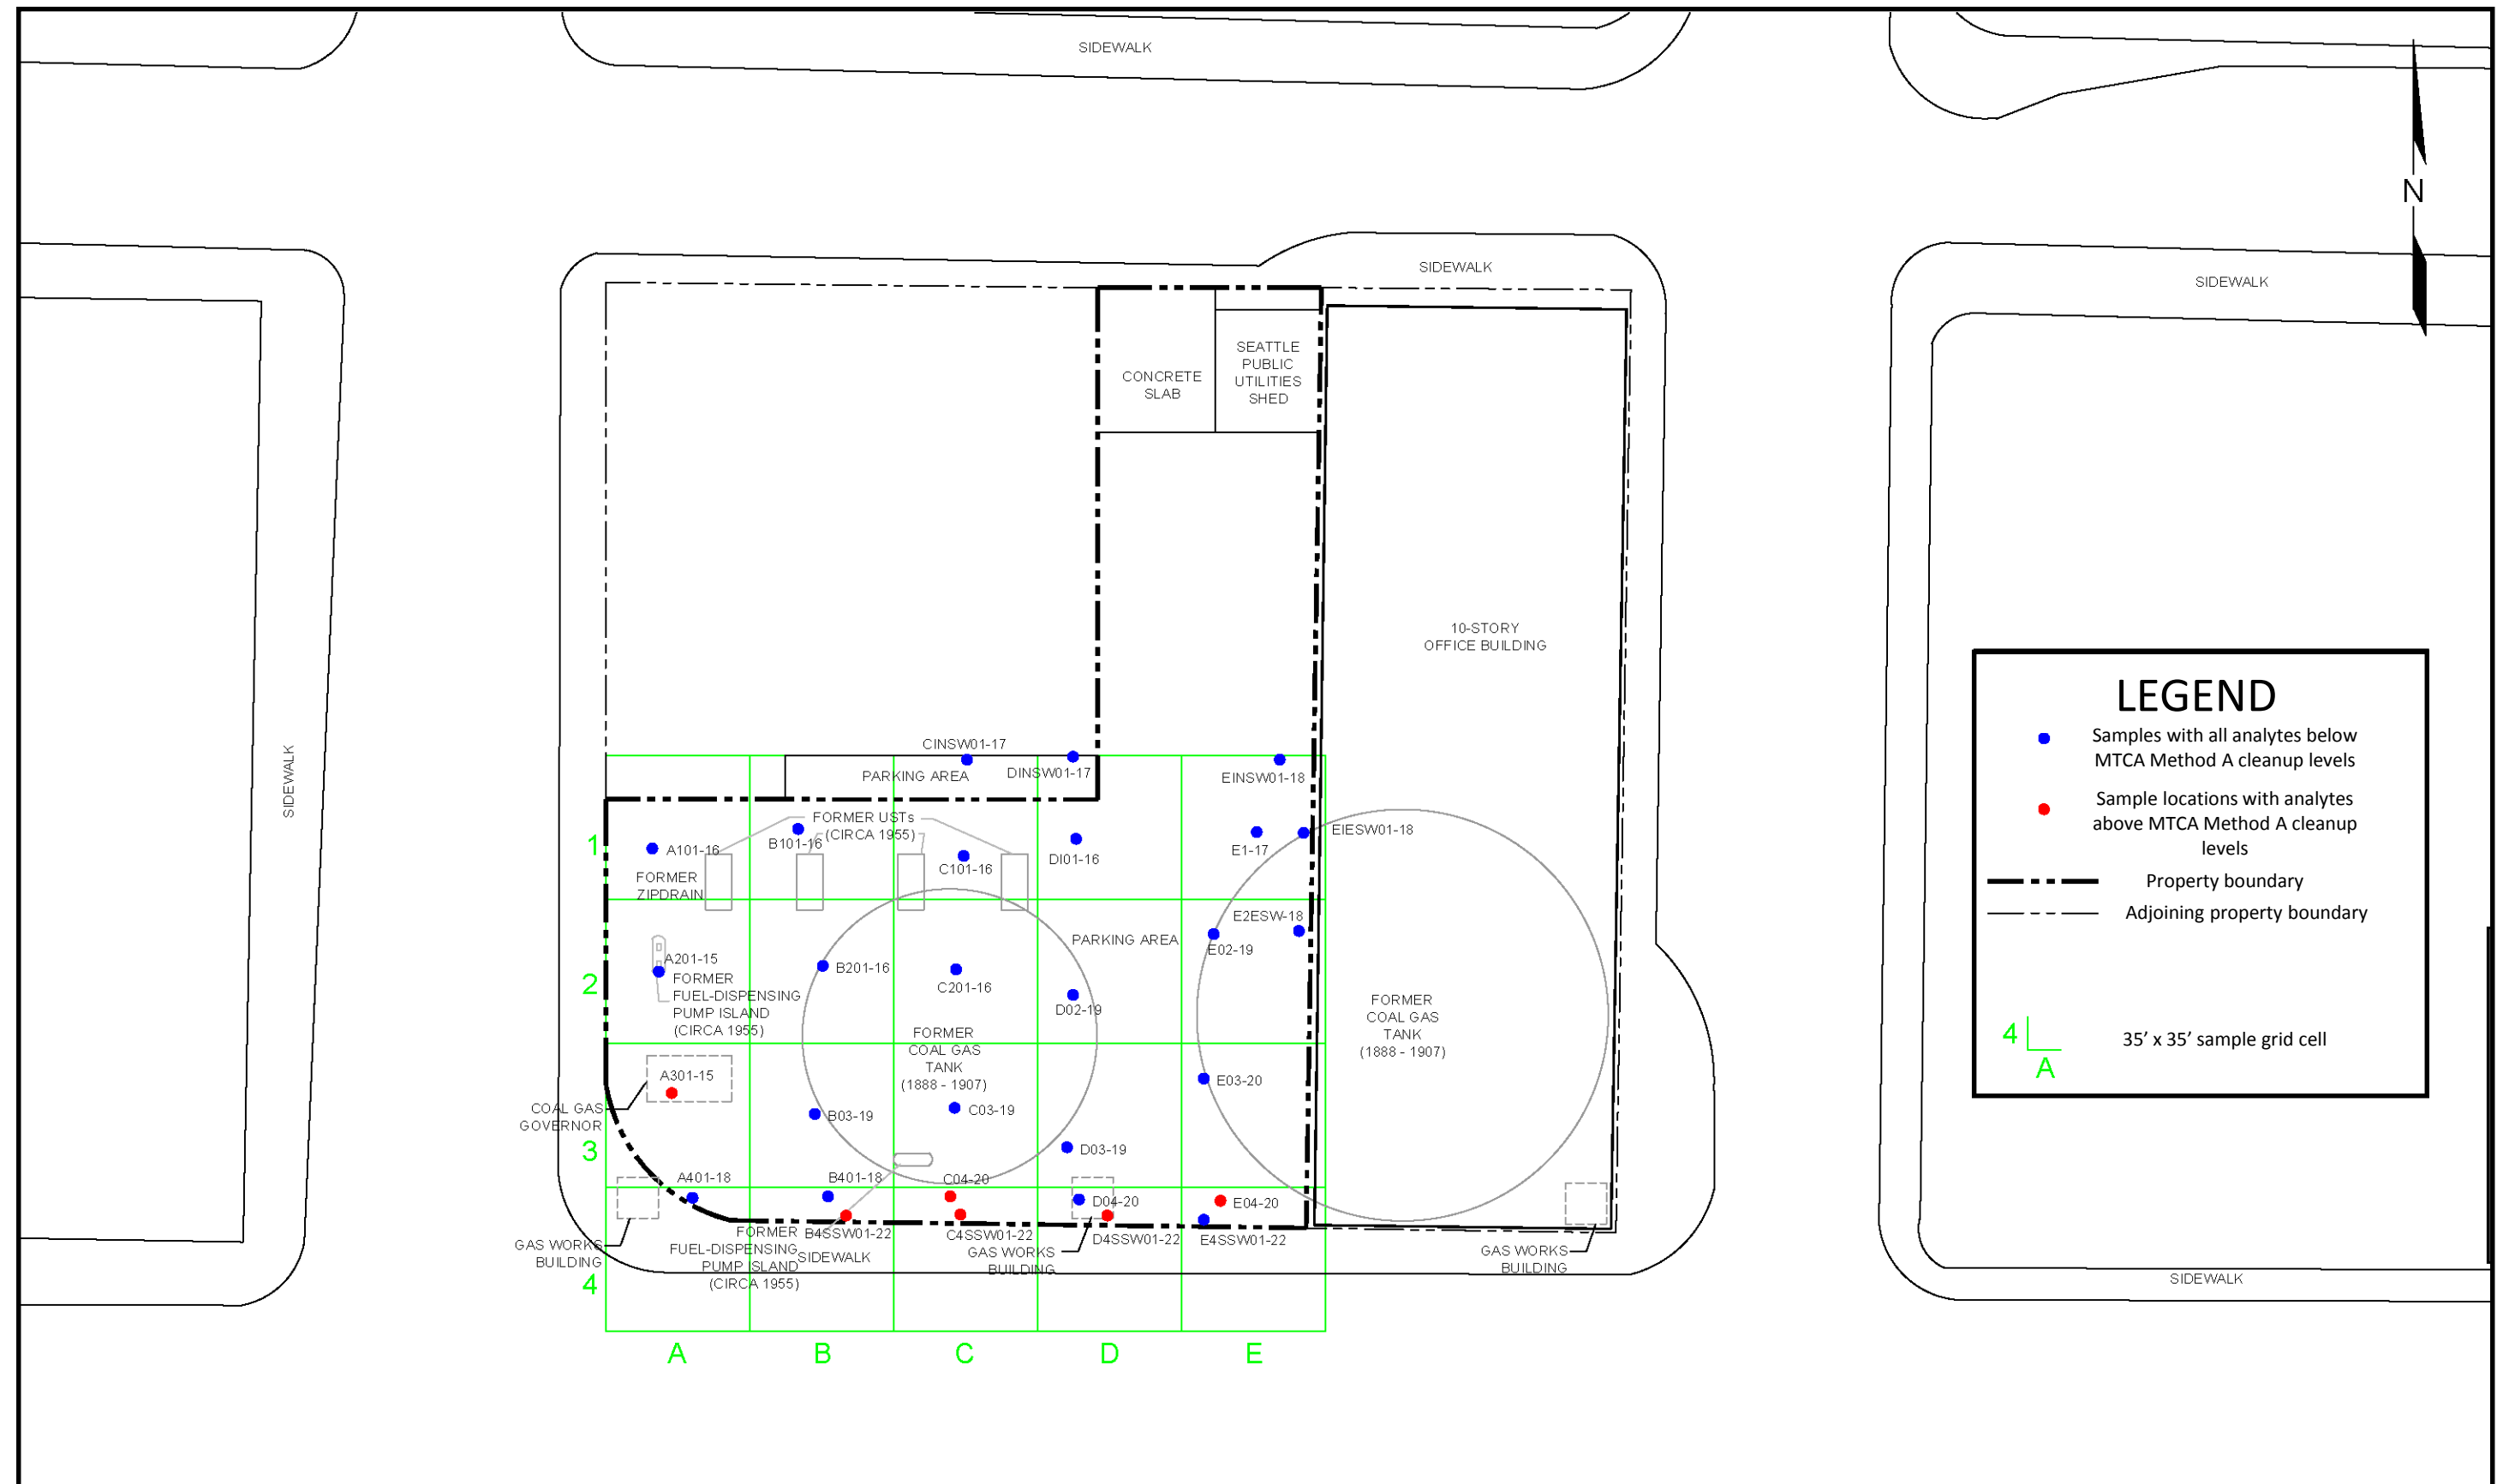 SIDEWALK
N
SIDEWALK
SIDEWALK
SEATTLE
PUBLIC
UTILITIES
SHED
CONCRETE
SLAB
10-STORY
OFFICE BUILDING
SIDEWALK
LEGEND
Samples with all analytes below
MTCA Method A cleanup levels
Sample locations with analytes
above MTCA Method A cleanup
levels
Property boundary
Adjoining property boundary
4
A
35' x 35' sample grid cell
CINSW01-17
PARKING AREA
DINSW01-17
EINSW01-18
1
A101-16
B101-16
FORMER USTs
(CIRCA 1955)
C101-16
DI01-16
E1-17
EIESW01-18
FORMER
ZIPDRAIN
E2ESW-18
PARKING AREA
E02-19
2
A201-15
FORMER
FUEL-DISPENSING
PUMP ISLAND
(CIRCA 1955)
B201-16
C201-16
D02-19
FORMER
COAL GAS
TANK
(1888 - 1907)
FORMER
COAL GAS
TANK
(1888 - 1907)
A301-15
E03-20
COAL GAS
GOVERNOR
B03-19
C03-19
3
D03-19
A401-18
B401-18
C04-20
D04-20
E04-20
B4SSW01-22
C4SSW01-22
D4SSW01-22
E4SSW01-22
GAS WORKS
BUILDING
FORMER
FUEL-DISPENSING
PUMP ISLAND
(CIRCA 1955)
SIDEWALK
GAS WORKS
BUILDING
GAS WORKS
BUILDING
SIDEWALK
4
A
B
C
D
E